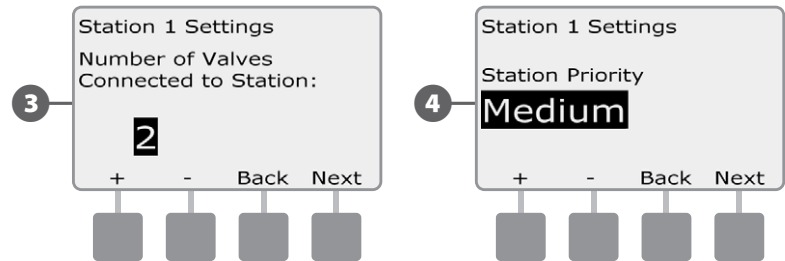 3
Station 1 Settings
Number of Valves
Connected to Station:
2
+ - Back Next
4
Station 1 Settings
Station Priority
Medium
+ - Back Next